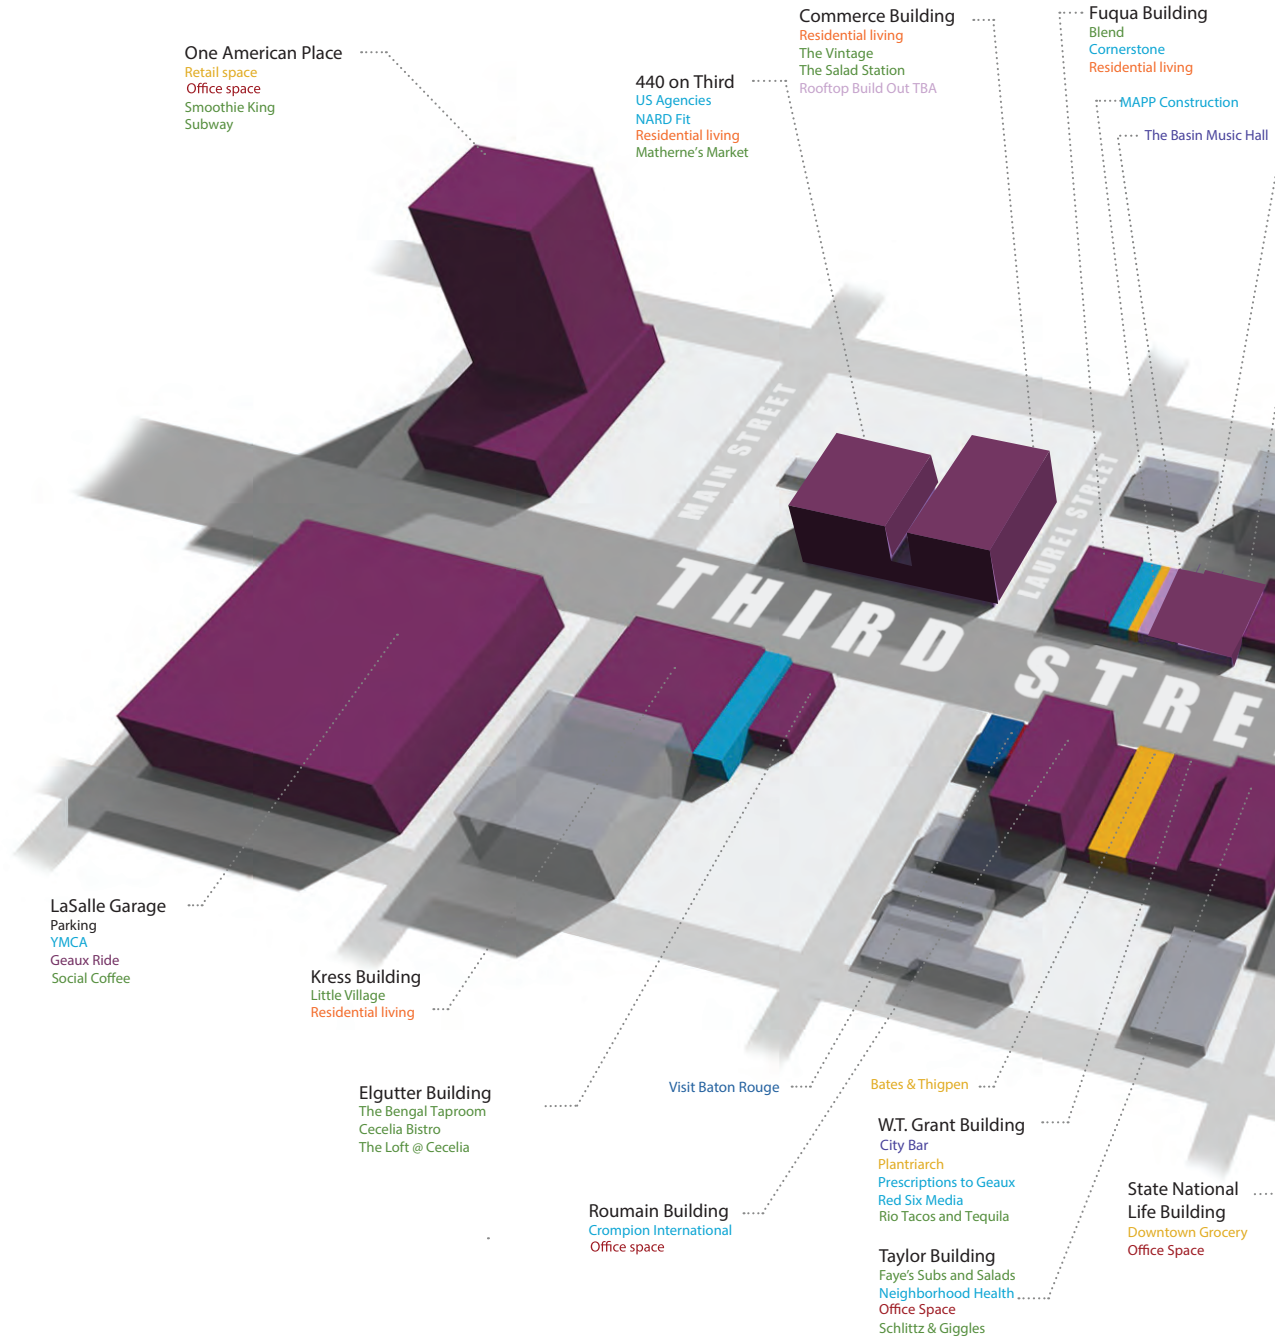 One American Place
Retail space
Office space
Smoothie King
Subway
440 on Third
US Agencies
NARD Fit
Residential living
Matherne's Market
Commerce Building
Residential living
The Vintage
The Salad Station
Rooftop Build Out TBA
Fuqua Building
Blend
Cornerstone
Residential living
MAPP Construction
The Basin Music Hall
MAIN STREET
LAUREL STREET
THIRD STRE
LaSalle Garage
Parking
YMCA
Geaux Ride
Social Coffee
Kress Building
Little Village
Residential living
Elgutter Building
The Bengal Taproom
Cecelia Bistro
The Loft @ Cecelia
Visit Baton Rouge
Roumain Building
Crompion International
Office space
Bates & Thigpen
W.T. Grant Building
City Bar
Plantriarch
Prescriptions to Geaux
Red Six Media
Rio Tacos and Tequila
Taylor Building
Faye's Subs and Salads
Neighborhood Health
Office Space
Schlittz & Giggles
State National
Life Building
Downtown Grocery
Office Space